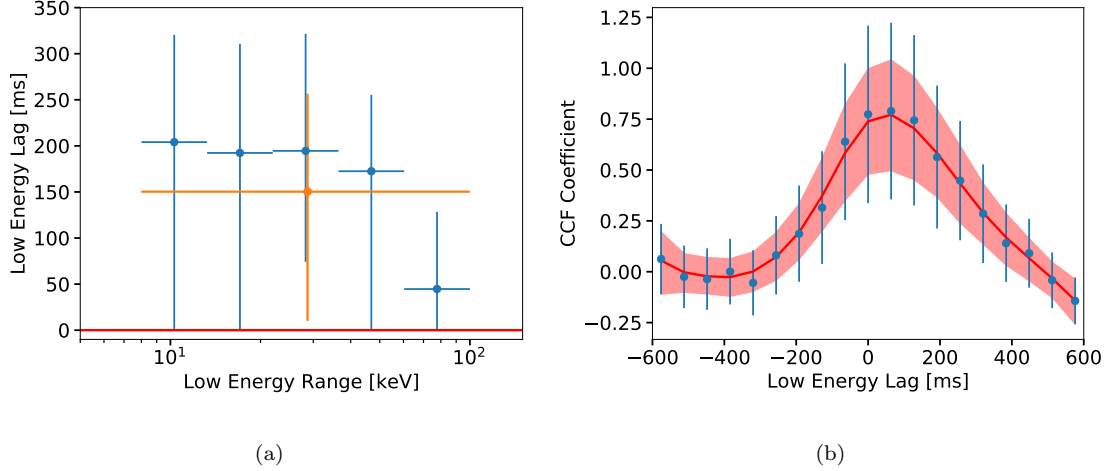 350
300
250
200
150
100
50
0
Low Energy Lag [ms]
10¹
10²
Low Energy Range [keV]
(a)
1.25
1.00
0.75
0.50
0.25
0.00
−0.25
CCF Coefficient
−600 −400 −200 0 200 400 600
Low Energy Lag [ms]
(b)